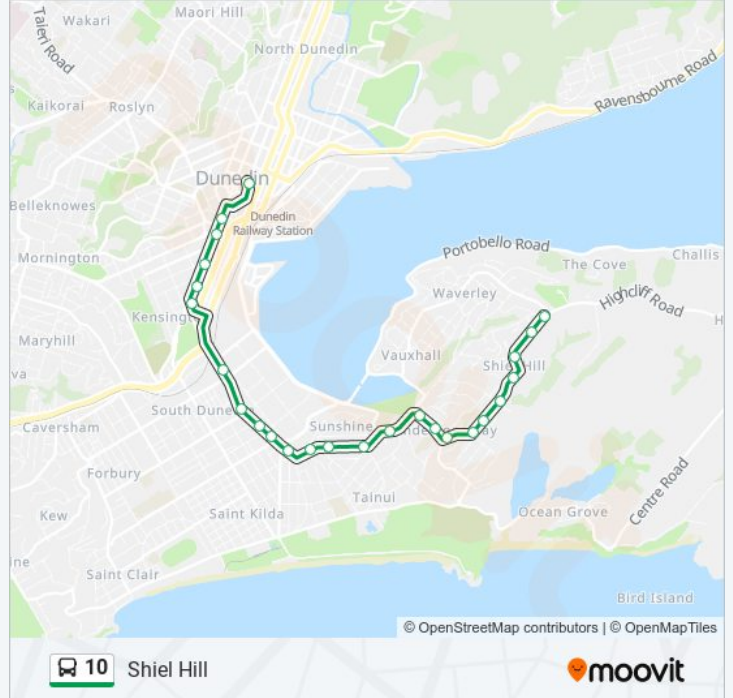 Maori Hill
Wakari
Taieri Road
North Dunedin
Ravensbourne Road
Kaikorai
Roslyn
Dunedin
Belleknowes
Dunedin
Railway Station
Portobello Road
Challis
Mornington
The Cove
Highcliff Road
Waverley
Kensington
Maryhill
Vauxhall
Shiel Hill
va
South Dunedin
Caversham
Sunshine
Forbury
Tainui
Centre Road
Kew
Saint Kilda
Ocean Grove
ine
Saint Clair
Bird Island
© OpenStreetMap contributors | © OpenMapTiles
10 Shiel Hill
moovit